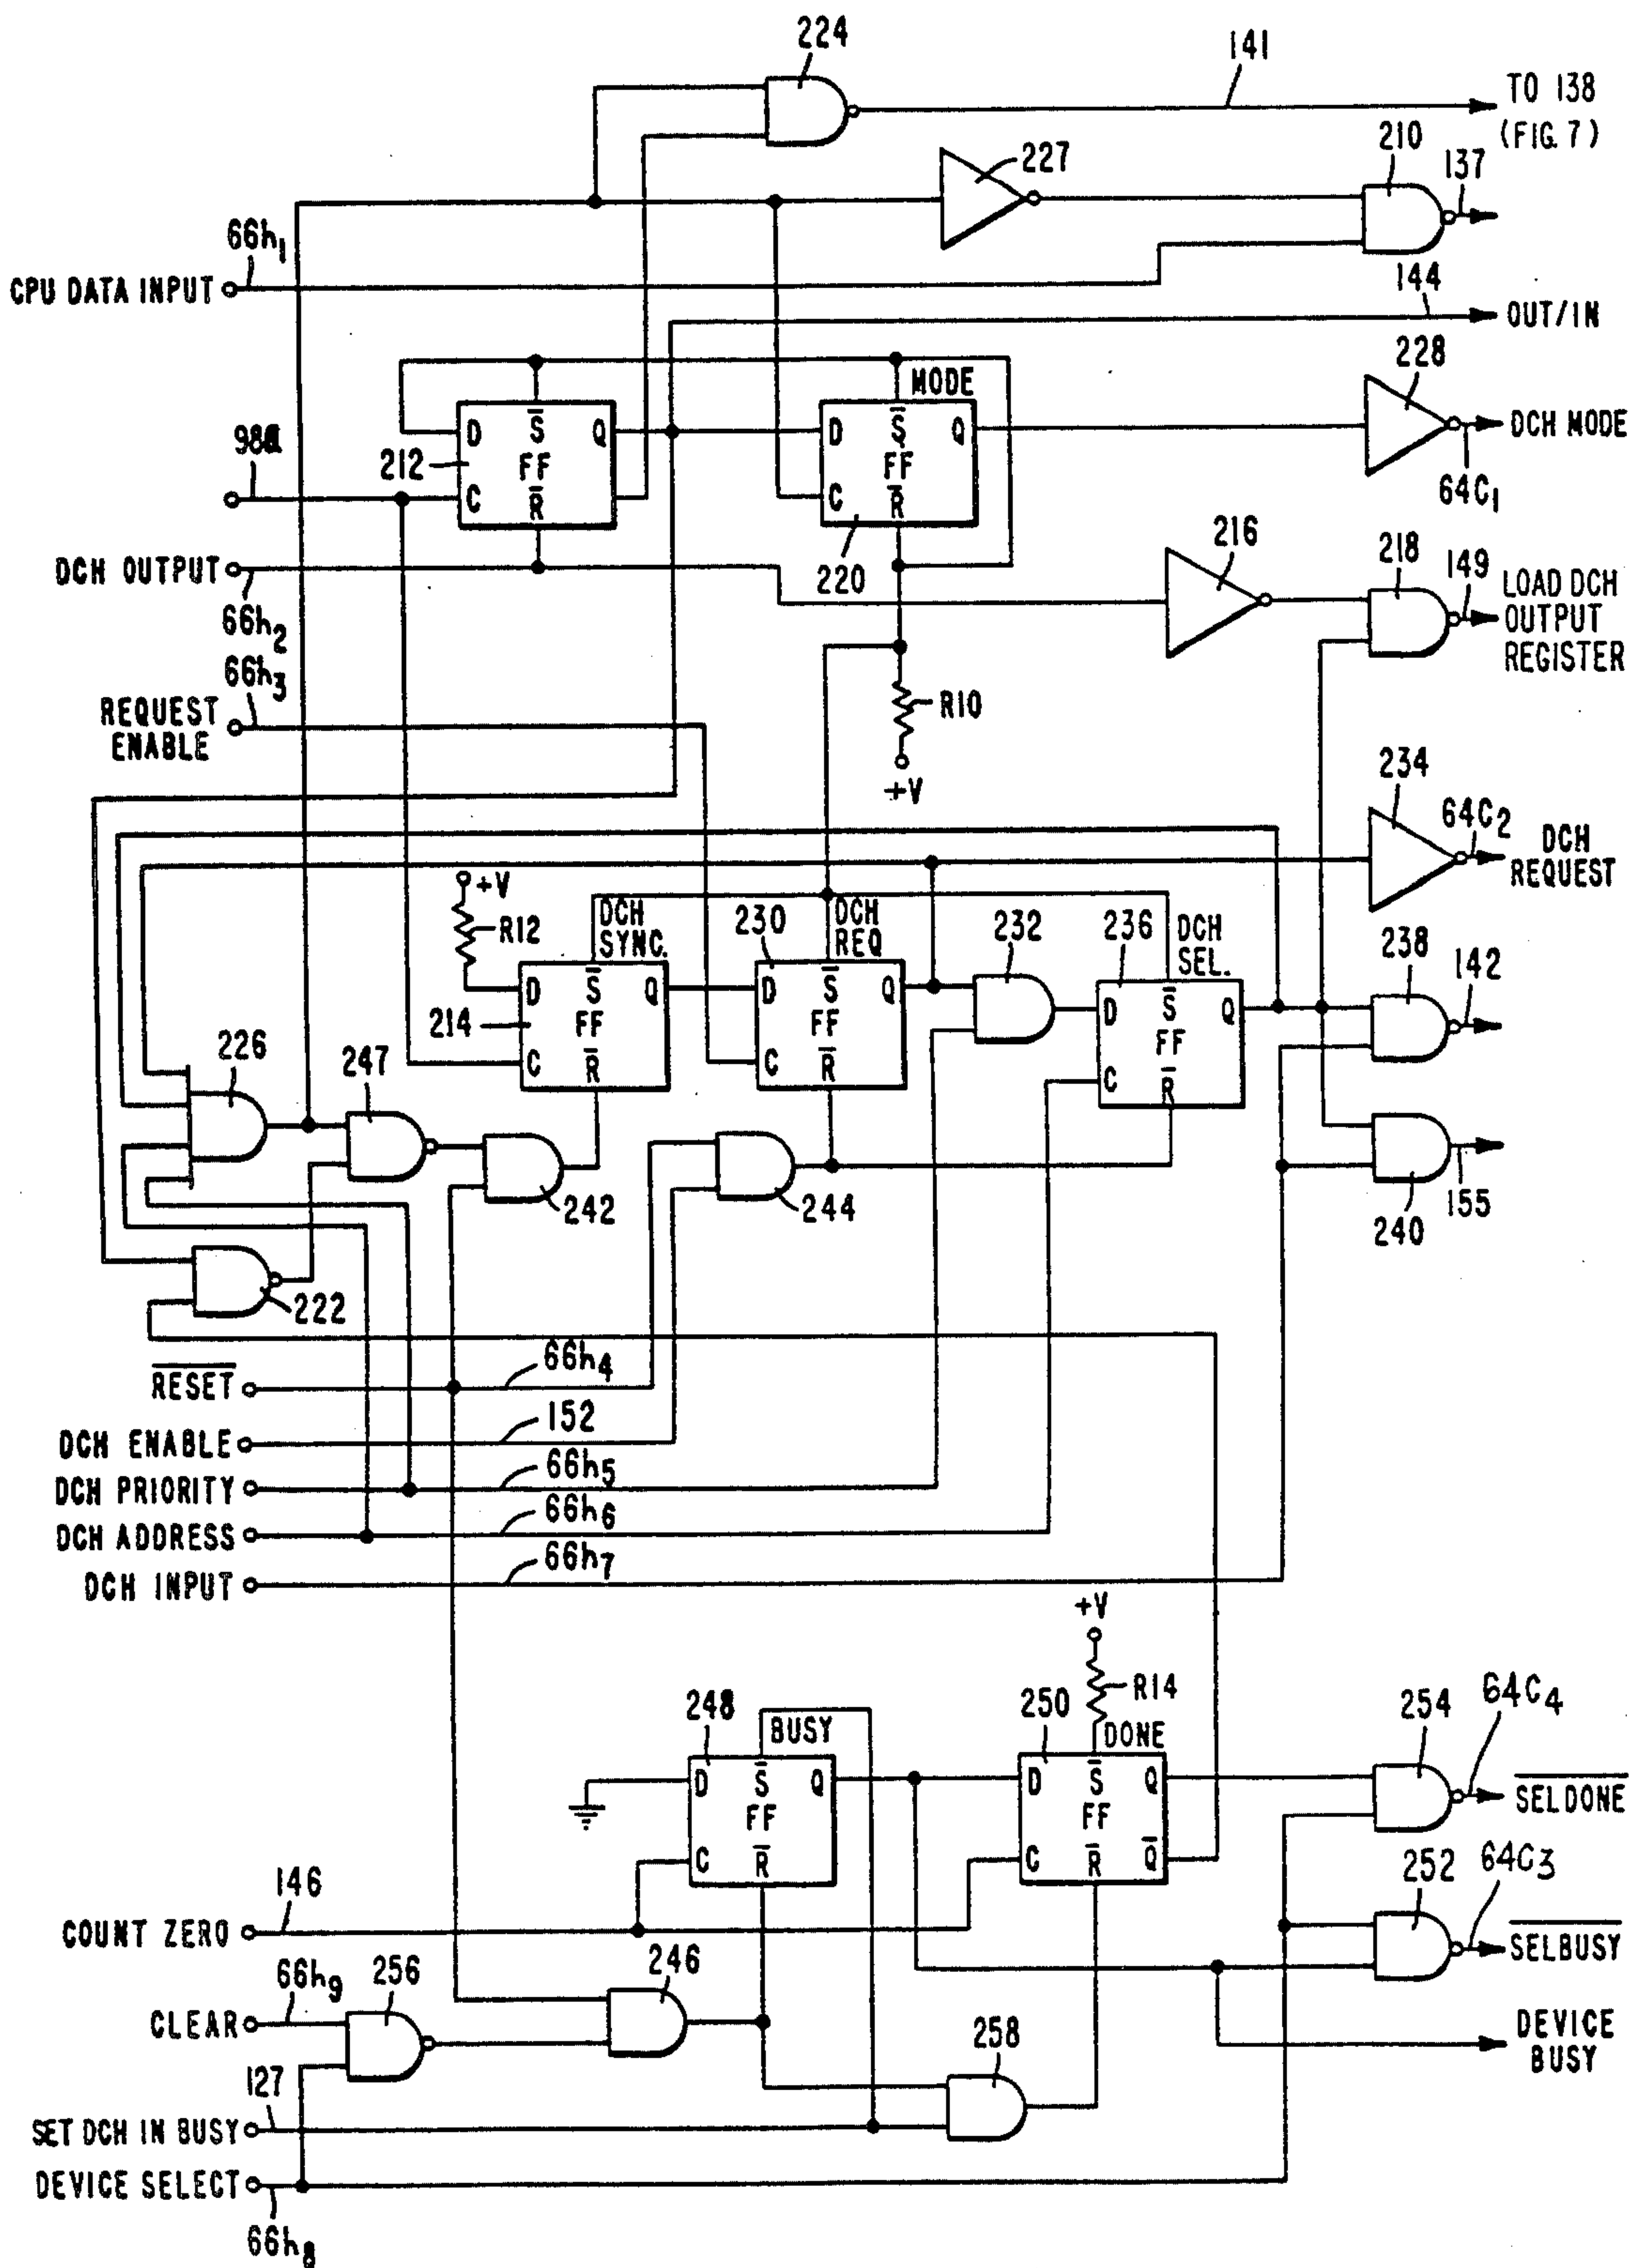 224
141
TO 138
(FIG. 7)
210
137
227
66h1
CPU DATA INPUT
144
OUT/IN
228
MODE
D S̅ Q
FF
C R̅
212
D S̅ Q
FF
C R̅
220
DCH MODE
64C1
98a
DCH OUTPUT
66h2
216
218
149
LOAD DCH
OUTPUT
REGISTER
66h3
REQUEST
ENABLE
R10
+V
234
64C2
DCH
REQUEST
+V
R12
DCH
SYNC.
230
DCH
REQ
232
236
DCH
SEL.
238
142
214
D S̅ Q
FF
C R̅
D S̅ Q
FF
C R̅
D S̅ Q
FF
C R̅
226
247
242
244
240
155
222
R̅E̅S̅E̅T̅
66h4
DCH ENABLE
152
DCH PRIORITY
66h5
DCH ADDRESS
66h6
DCH INPUT
66h7
+V
R14
248
BUSY
250
DONE
254
64C4
D S̅ Q
FF
C R̅
D S̅ Q
FF
C R̅ Q̅
S̅E̅L̅D̅O̅N̅E̅
252
64C3
S̅E̅L̅B̅U̅S̅Y̅
146
COUNT ZERO
66h9
256
246
CLEAR
258
DEVICE
BUSY
127
SET DCH IN BUSY
DEVICE SELECT
66h8